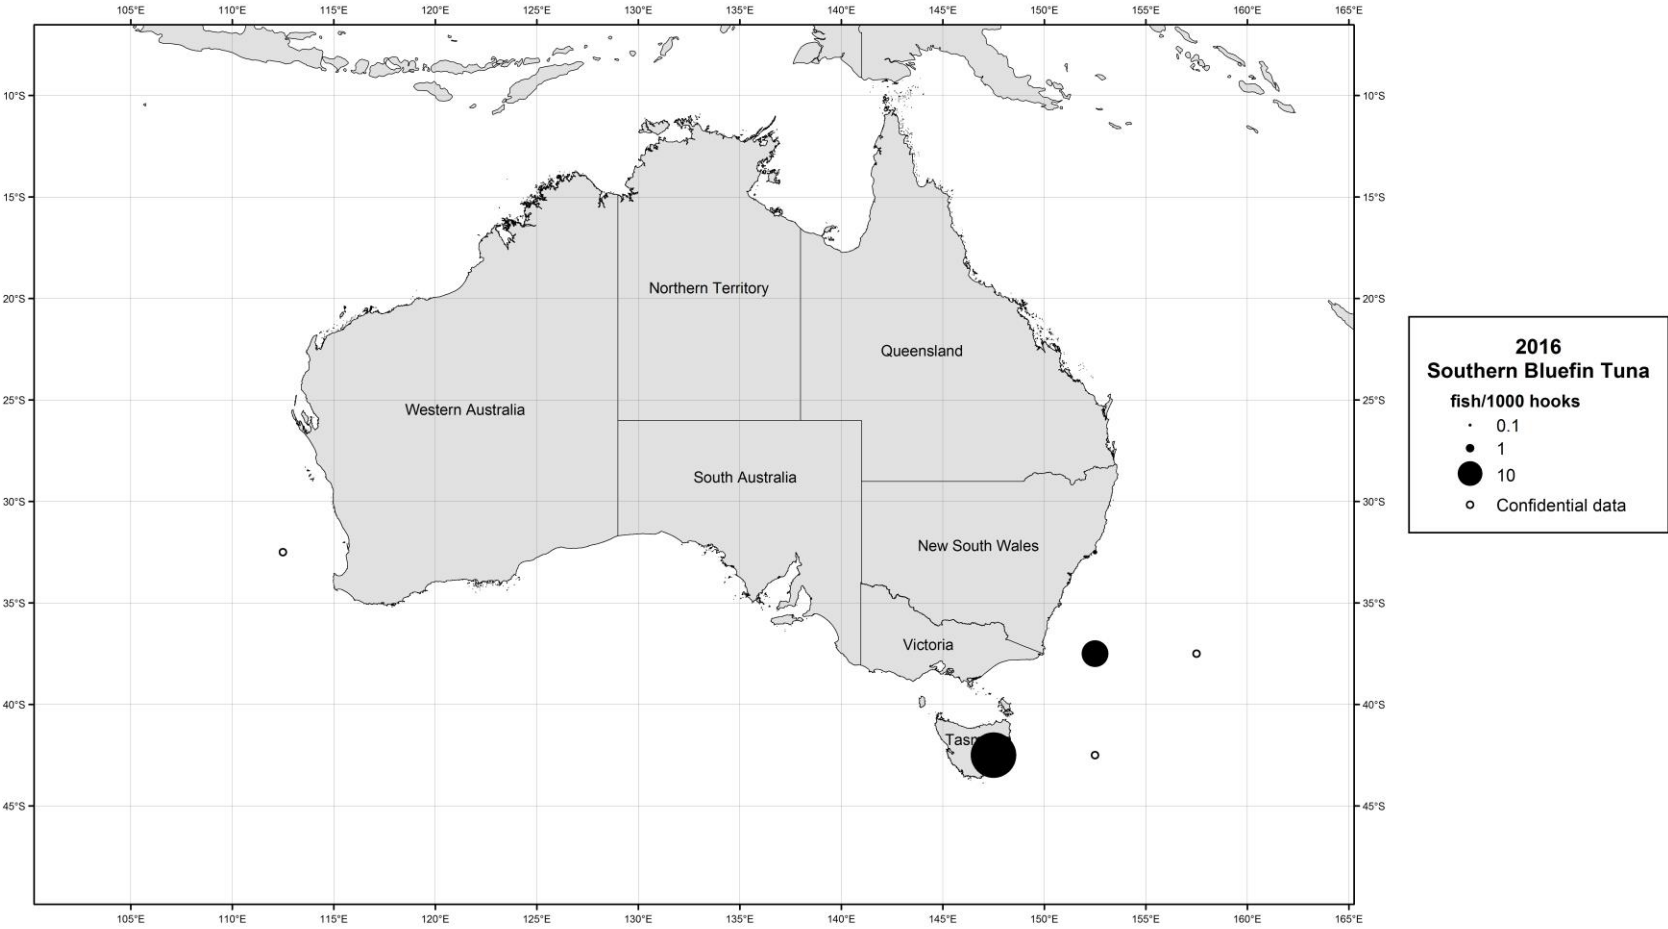 105°E 110°E 115°E 120°E 125°E 130°E 135°E 140°E 145°E 150°E 155°E 160°E 165°E
10°S 10°S
15°S 15°S
Northern Territory
20°S 20°S
Queensland
25°S 25°S
Western Australia
South Australia
30°S 30°S
New South Wales
35°S 35°S
Victoria
40°S 40°S
Tasm
45°S 45°S
105°E 110°E 115°E 120°E 125°E 130°E 135°E 140°E 145°E 150°E 155°E 160°E 165°E
2016
Southern Bluefin Tuna
fish/1000 hooks
0.1
1
10
Confidential data